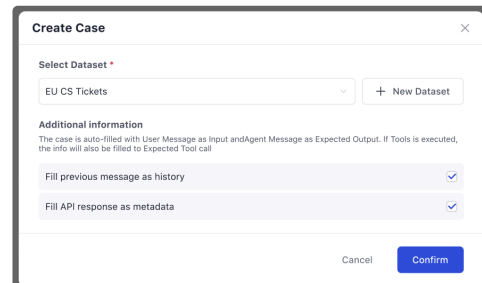 Create Case
Select Dataset *
EU CS Tickets
+ New Dataset
Additional information
The case is auto-filled with User Message as Input andAgent Message as Expected Output. If Tools is executed,
the info will also be filled to Expected Tool call
Fill previous message as history
Fill API response as metadata
Cancel
Confirm